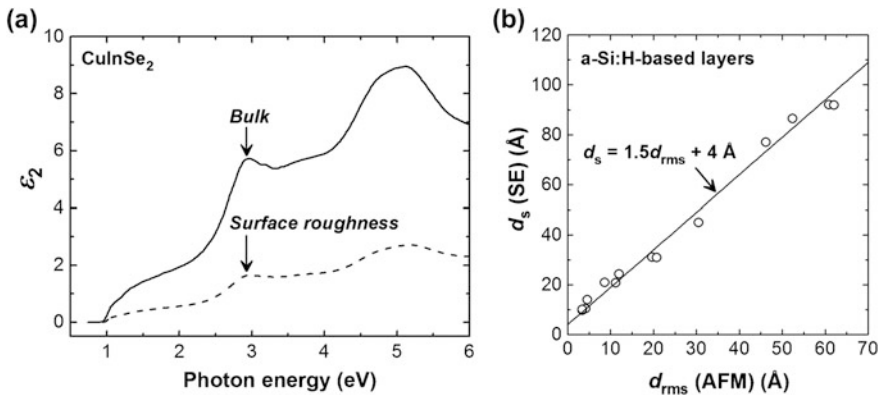 (a)
10
8
6
4
2
0
ε₂
CuInSe₂
Bulk
Surface roughness
1 2 3 4 5 6
Photon energy (eV)
(b)
120
100
80
60
40
20
0
dₛ (SE) (Å)
a-Si:H-based layers
dₛ = 1.5dᵣₘₛ + 4 Å
0 10 20 30 40 50 60 70
dᵣₘₛ (AFM) (Å)